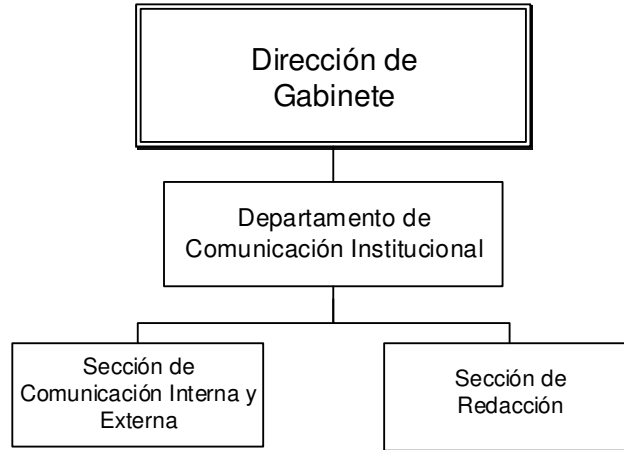 Dirección de
Gabinete
Departamento de
Comunicación Institucional
Sección de
Comunicación Interna y
Externa
Sección de
Redacción